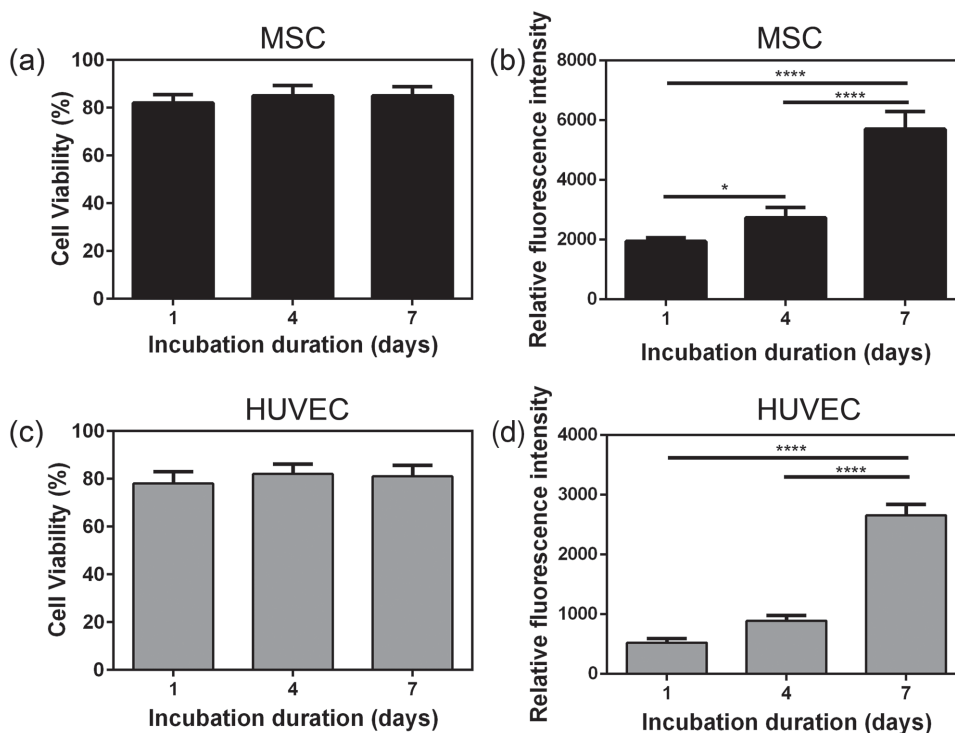 (a)
MSC
Cell Viability (%)
100
80
60
40
20
0
1 4 7
Incubation duration (days)
(b)
MSC
Relative fluorescence intensity
8000
6000
4000
2000
0
****
****
*
1 4 7
Incubation duration (days)
(c)
HUVEC
Cell Viability (%)
100
80
60
40
20
0
1 4 7
Incubation duration (days)
(d)
HUVEC
Relative fluorescence intensity
4000
3000
2000
1000
0
****
****
1 4 7
Incubation duration (days)